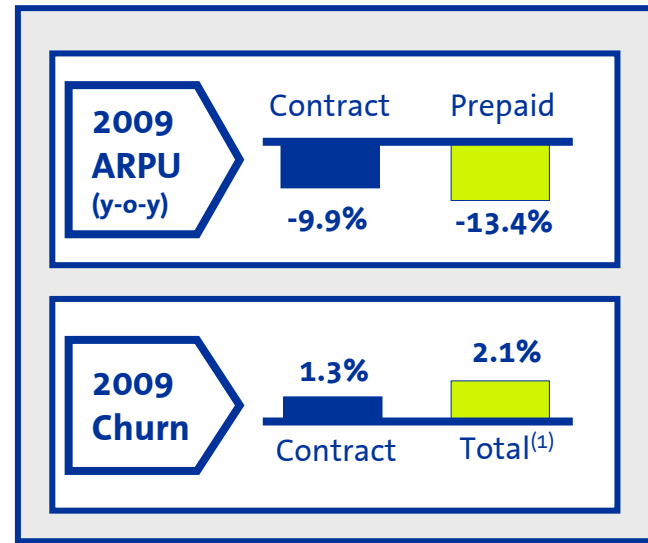 2009
ARPU
(y-o-y)
Contract
Prepaid
-9.9%
-13.4%
2009
Churn
1.3%
2.1%
Contract
Total(1)